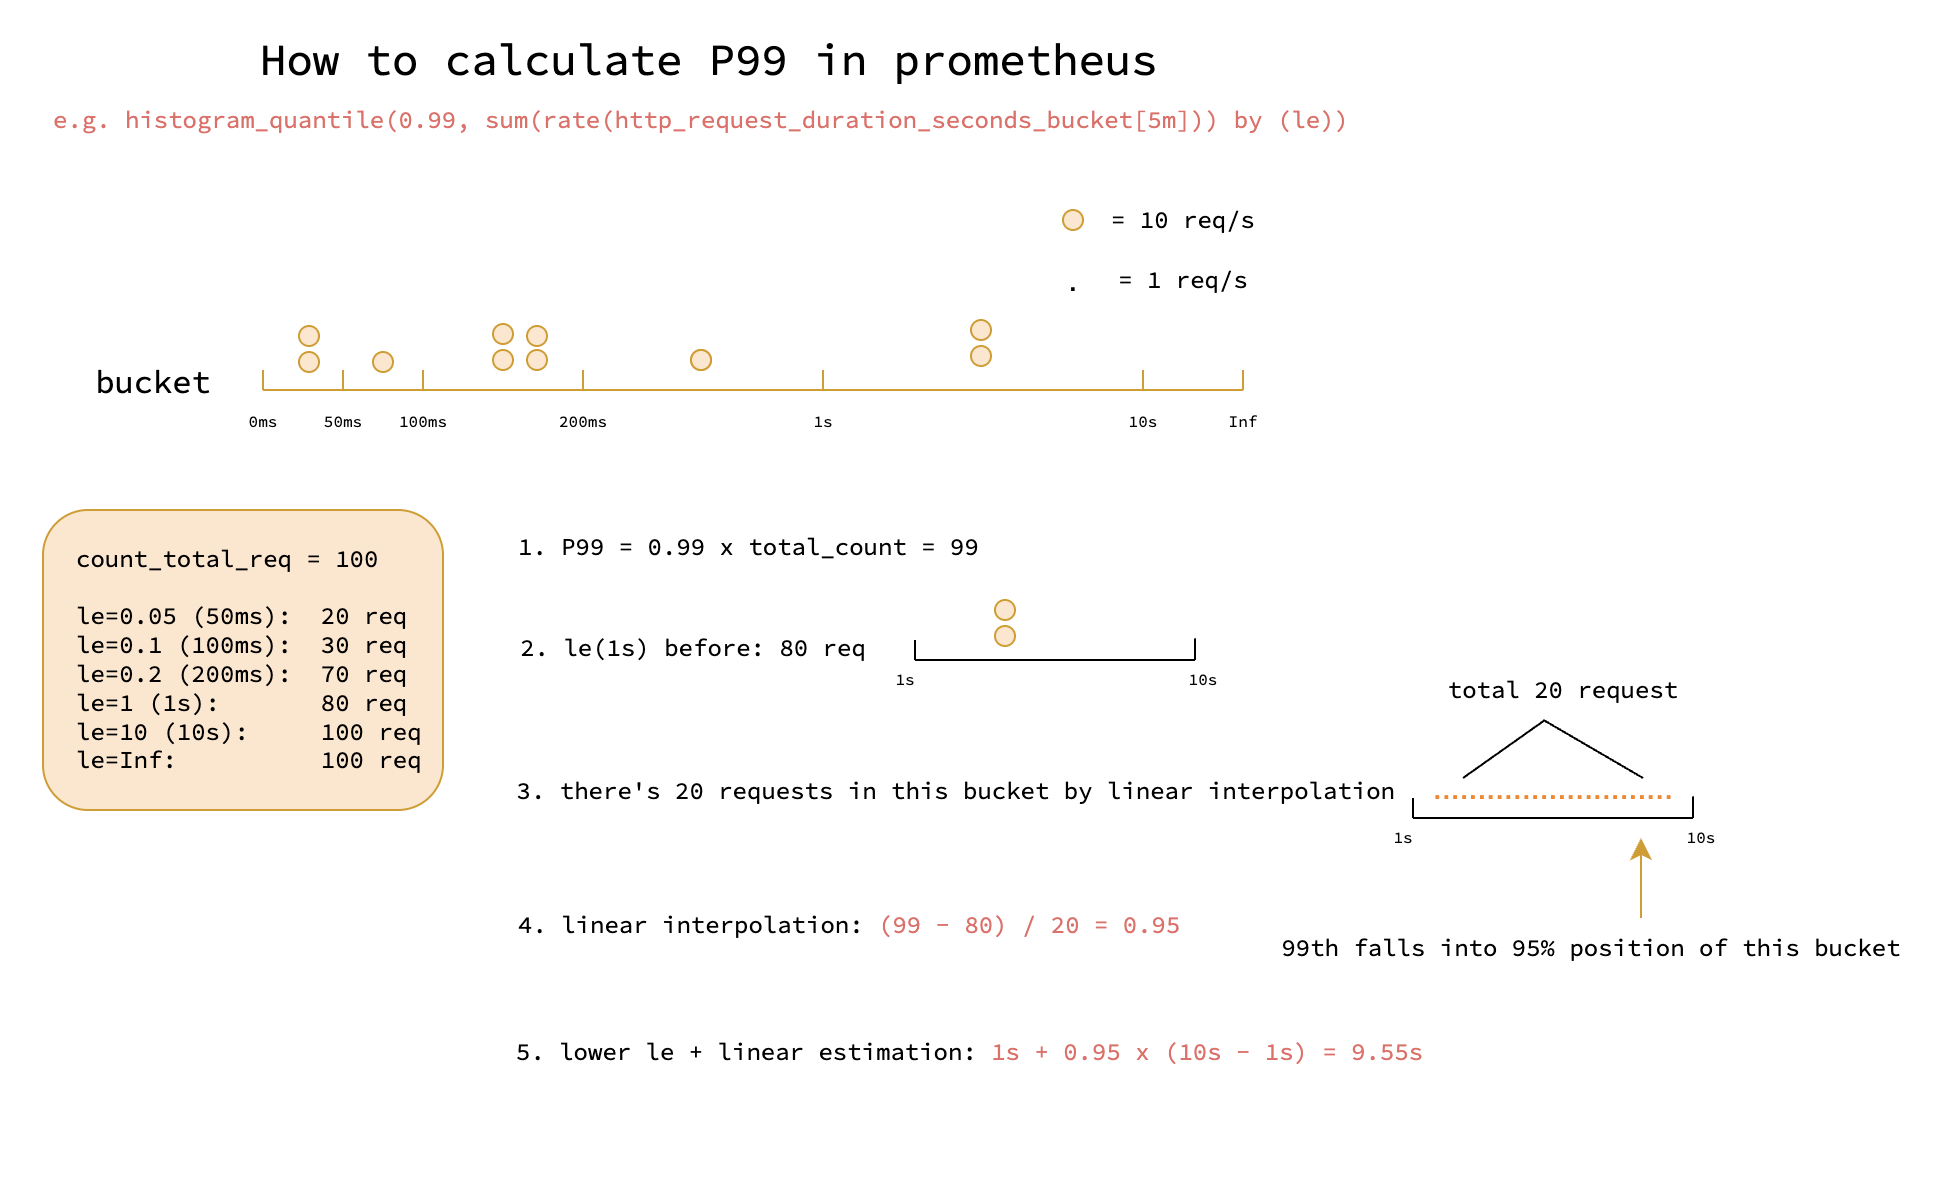 How to calculate P99 in prometheus
e.g. histogram_quantile(0.99, sum(rate(http_request_duration_seconds_bucket[5m])) by (le))
= 10 req/s
. = 1 req/s
bucket
0ms 50ms 100ms 200ms 1s 10s Inf
count_total_req = 100
le=0.05 (50ms): 20 req
le=0.1 (100ms): 30 req
le=0.2 (200ms): 70 req
le=1 (1s): 80 req
le=10 (10s): 100 req
le=Inf: 100 req
1. P99 = 0.99 x total_count = 99
2. le(1s) before: 80 req
1s 10s
total 20 request
3. there's 20 requests in this bucket by linear interpolation
1s 10s
4. linear interpolation: (99 - 80) / 20 = 0.95
99th falls into 95% position of this bucket
5. lower le + linear estimation: 1s + 0.95 x (10s - 1s) = 9.55s